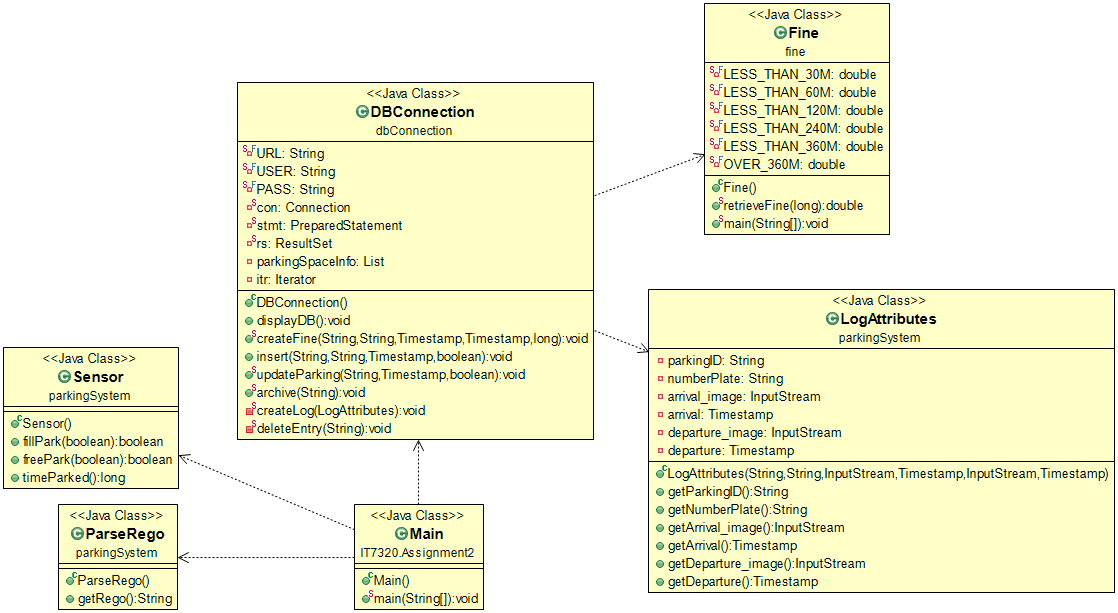 <<Java Class>>
Fine
fine
LESS_THAN_30M: double
LESS_THAN_60M: double
LESS_THAN_120M: double
LESS_THAN_240M: double
LESS_THAN_360M: double
OVER_360M: double
Fine()
retrieveFine(long):double
main(String[]):void
<<Java Class>>
DBConnection
dbConnection
URL: String
USER: String
PASS: String
con: Connection
stmt: PreparedStatement
rs: ResultSet
parkingSpaceInfo: List
itr: Iterator
DBConnection()
displayDB():void
createFine(String,String,Timestamp,Timestamp,long):void
insert(String,String,Timestamp,boolean):void
updateParking(String,Timestamp,boolean):void
archive(String):void
createLog(LogAttributes):void
deleteEntry(String):void
<<Java Class>>
LogAttributes
parkingSystem
parkingID: String
numberPlate: String
arrival_image: InputStream
arrival: Timestamp
departure_image: InputStream
departure: Timestamp
LogAttributes(String,String,InputStream,Timestamp,InputStream,Timestamp)
getParkingID():String
getNumberPlate():String
getArrival_image():InputStream
getArrival():Timestamp
getDeparture_image():InputStream
getDeparture():Timestamp
<<Java Class>>
Sensor
parkingSystem
Sensor()
fillPark(boolean):boolean
freePark(boolean):boolean
timeParked():long
<<Java Class>>
ParseRego
parkingSystem
ParseRego()
getRego():String
<<Java Class>>
Main
IT7320.Assignment2
Main()
main(String[]):void